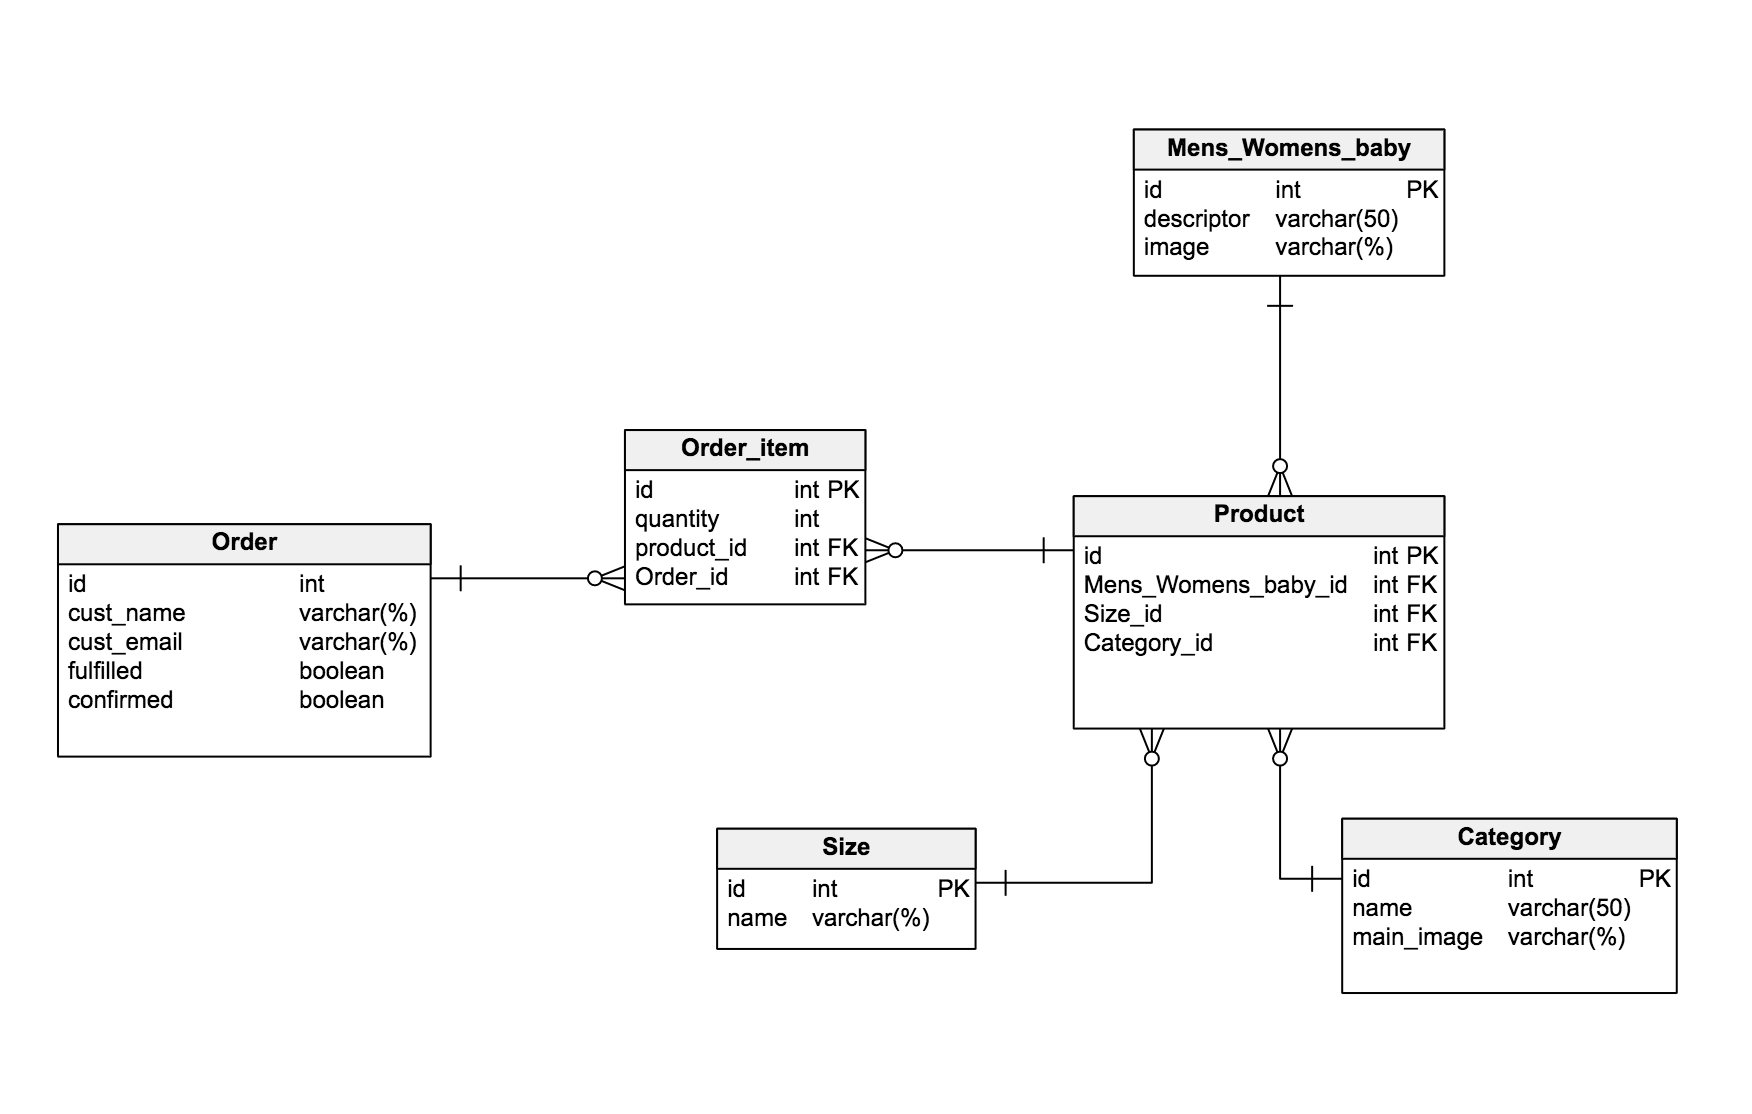 Mens_Womens_baby
id int PK
descriptor varchar(50)
image varchar(%)
Order_item
id int PK
quantity int
product_id int FK
Order_id int FK
Product
id int PK
Mens_Womens_baby_id int FK
Size_id int FK
Category_id int FK
Order
id int
cust_name varchar(%)
cust_email varchar(%)
fulfilled boolean
confirmed boolean
Size
id int PK
name varchar(%)
Category
id int PK
name varchar(50)
main_image varchar(%)